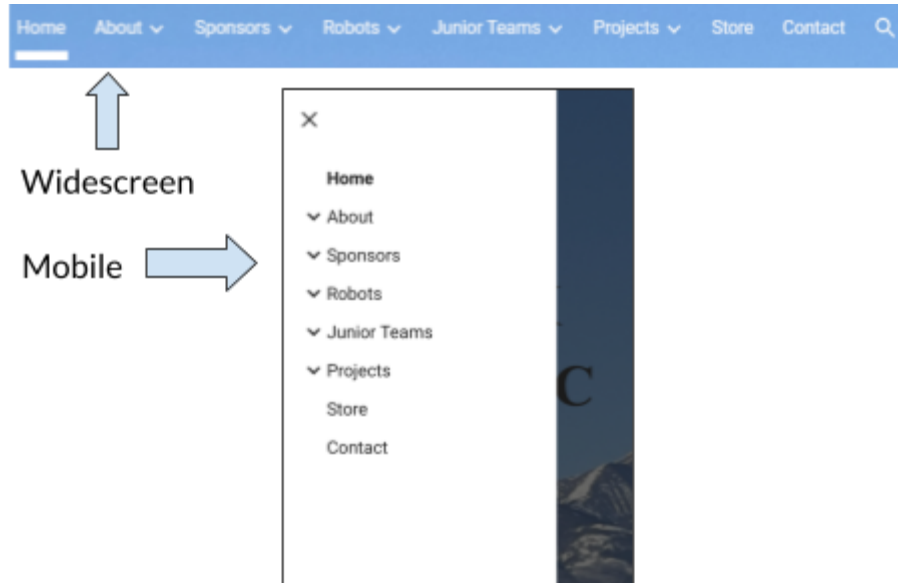 Home About Sponsors Robots Junior Teams Projects Store Contact
Widescreen
Mobile
Home
About
Sponsors
Robots
Junior Teams
Projects
Store
Contact
C